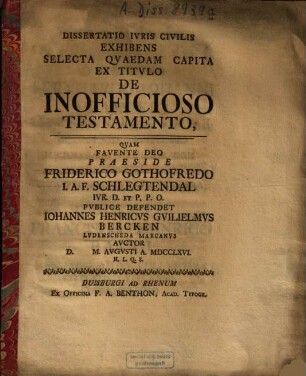 A. Diss. 8939a
DISSERTATIO IVRIS CIVILIS
EXHIBENS
SELECTA QVAEDAM CAPITA
EX TITVLO
DE
INOFFICIOSO
TESTAMENTO,
QVAM
FAVENTE DEO
PRAESIDE
FRIDERICO GOTHOFREDO
I. A. F. SCHLEGTENDAL
IVR. D. ET P. P. O.
PVBLICE DEFENDET
IOHANNES HENRICVS GVILIELMVS
BERCKEN
LVDENSCHEDA MARCANVS
AVCTOR
D. M. AVGVSTI A. MDCCLXVI.
H. L. Q. S.
DUISBURGI AD RHENUM
EX OFFICINA F. A. BENTHON, ACAD. TYPOGR.